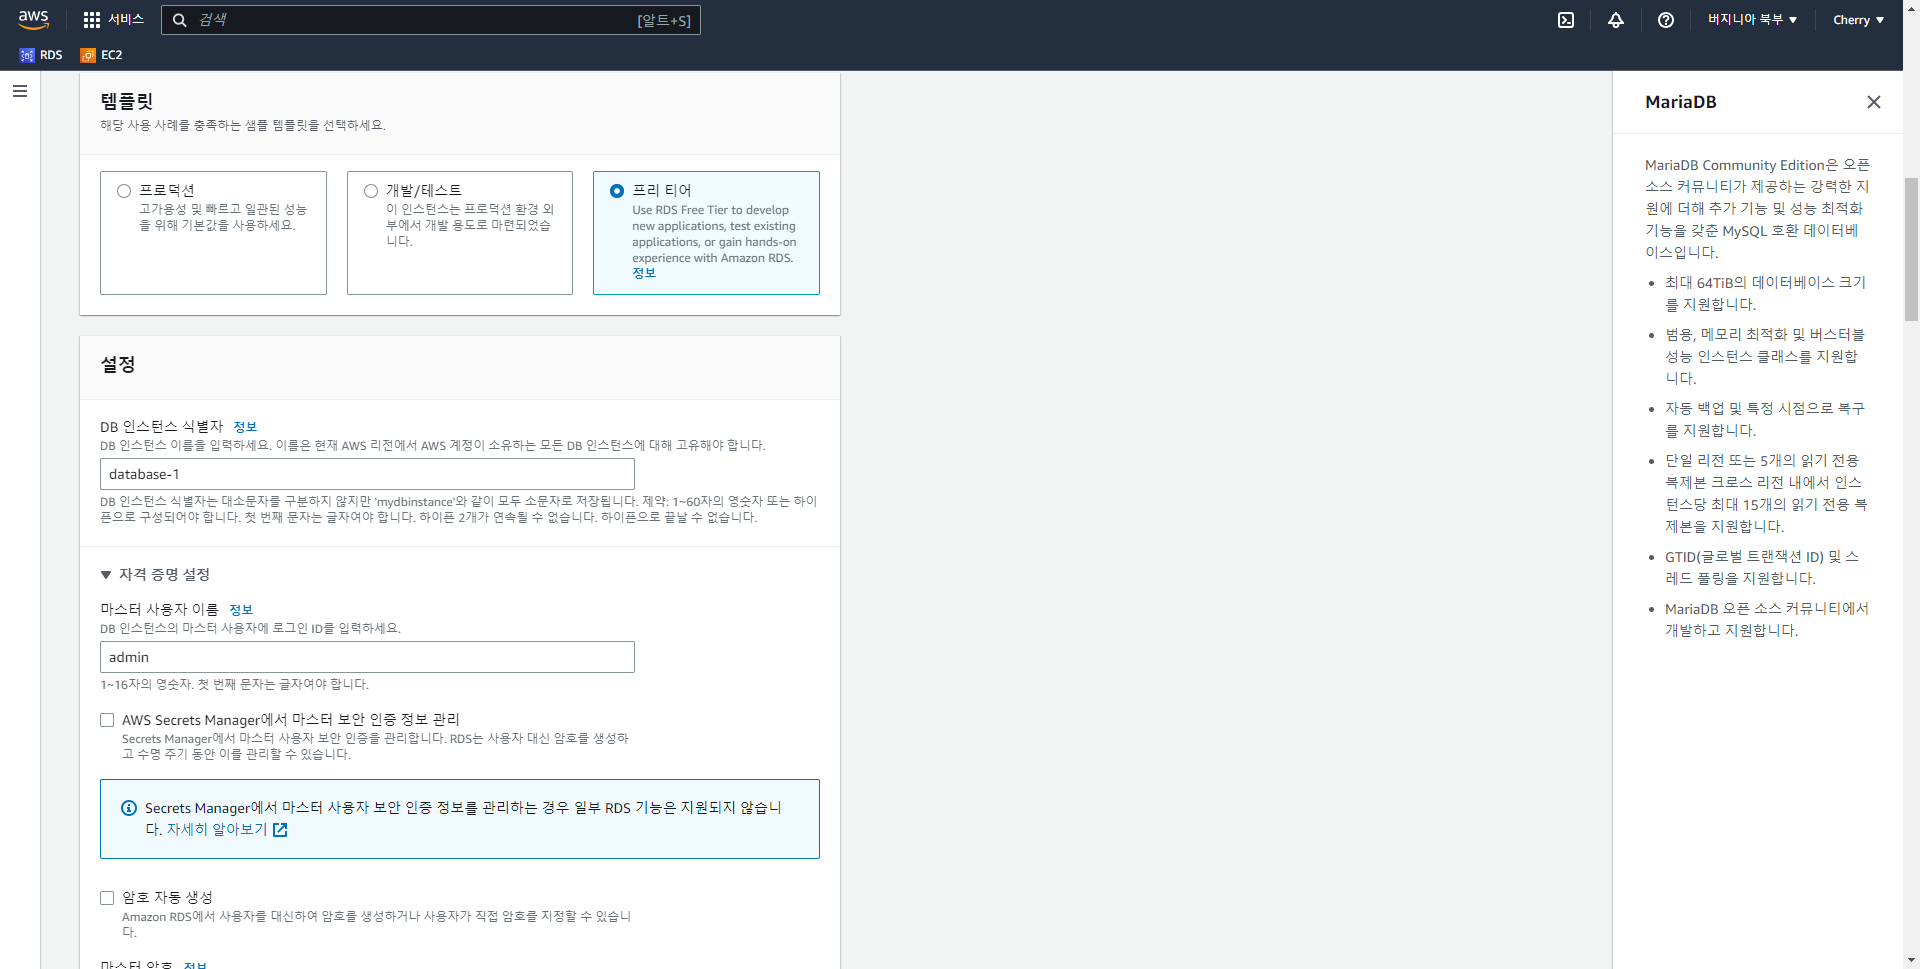 aws
서비스
검색
[알트+S]
버지니아 북부 ▼
Cherry ▼
RDS
EC2
템플릿
해당 사용 사례를 충족하는 샘플 템플릿을 선택하세요.
프로덕션
고가용성 및 빠르고 일관된 성능
을 위해 기본값을 사용하세요.
개발/테스트
이 인스턴스는 프로덕션 환경 외
부에서 개발 용도로 마련되었습
니다.
프리 티어
Use RDS Free Tier to develop
new applications, test existing
applications, or gain hands-on
experience with Amazon RDS.
정보
설정
DB 인스턴스 식별자 정보
DB 인스턴스 이름을 입력하세요. 이름은 현재 AWS 리전에서 AWS 계정이 소유하는 모든 DB 인스턴스에 대해 고유해야 합니다.
database-1
DB 인스턴스 식별자는 대소문자를 구분하지 않지만 'mydbinstance'와 같이 모두 소문자로 저장됩니다. 제약: 1~60자의 영숫자 또는 하이
픈으로 구성되어야 합니다. 첫 번째 문자는 글자여야 합니다. 하이픈 2개가 연속될 수 없습니다. 하이픈으로 끝날 수 없습니다.
▼ 자격 증명 설정
마스터 사용자 이름 정보
DB 인스턴스의 마스터 사용자에 로그인 ID를 입력하세요.
admin
1~16자의 영숫자. 첫 번째 문자는 글자여야 합니다.
AWS Secrets Manager에서 마스터 보안 인증 정보 관리
Secrets Manager에서 마스터 사용자 보안 인증을 관리합니다. RDS는 사용자 대신 암호를 생성하
고 수명 주기 동안 이를 관리할 수 있습니다.
Secrets Manager에서 마스터 사용자 보안 인증 정보를 관리하는 경우 일부 RDS 기능은 지원되지 않습니
다. 자세히 알아보기
암호 자동 생성
Amazon RDS에서 사용자를 대신하여 암호를 생성하거나 사용자가 직접 암호를 지정할 수 있습니
다.
마스터 암호 정보
MariaDB
MariaDB Community Edition은 오픈
소스 커뮤니티가 제공하는 강력한 지
원에 더해 추가 기능 및 성능 최적화
기능을 갖춘 MySQL 호환 데이터베
이스입니다.
• 최대 64TiB의 데이터베이스 크기
를 지원합니다.
• 범용, 메모리 최적화 및 버스터블
성능 인스턴스 클래스를 지원합
니다.
• 자동 백업 및 특정 시점으로 복구
를 지원합니다.
• 단일 리전 또는 5개의 읽기 전용
복제본 크로스 리전 내에서 인스
턴스당 최대 15개의 읽기 전용 복
제본을 지원합니다.
• GTID(글로벌 트랜잭션 ID) 및 스
레드 풀링을 지원합니다.
• MariaDB 오픈 소스 커뮤니티에서
개발하고 지원합니다.